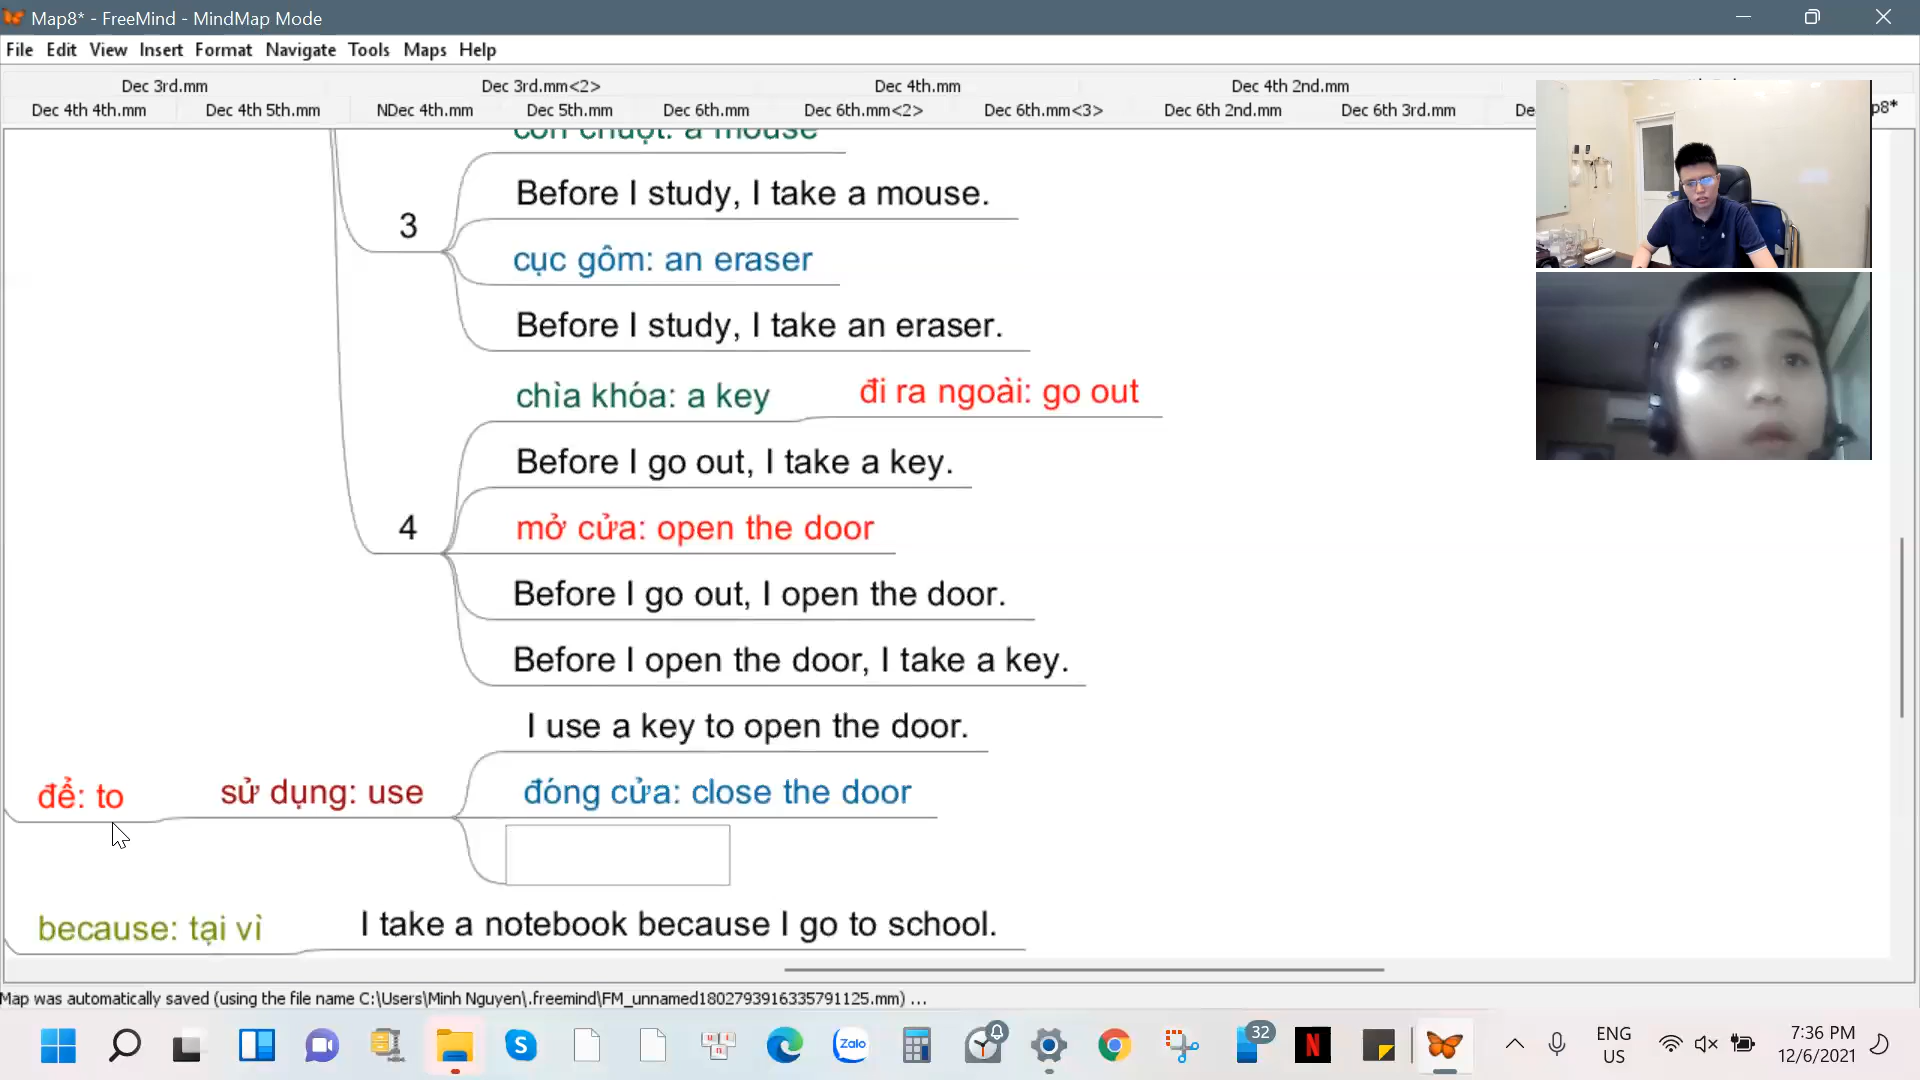 Map8* - FreeMind - MindMap Mode
File Edit View Insert Format Navigate Tools Maps Help
Dec 3rd.mm Dec 3rd.mm<2> Dec 4th.mm Dec 4th 2nd.mm
Dec 4th 4th.mm Dec 4th 5th.mm NDec 4th.mm Dec 5th.mm Dec 6th.mm Dec 6th.mm<2> Dec 6th.mm<3> Dec 6th 2nd.mm Dec 6th 3rd.mm De p8*
con chuột: a mouse
Before I study, I take a mouse.
3
cục gôm: an eraser
Before I study, I take an eraser.
chìa khóa: a key đi ra ngoài: go out
Before I go out, I take a key.
4
mở cửa: open the door
Before I go out, I open the door.
Before I open the door, I take a key.
I use a key to open the door.
để: to sử dụng: use đóng cửa: close the door
because: tại vì I take a notebook because I go to school.
Map was automatically saved (using the file name C:\Users\Minh Nguyen\.freemind\FM_unnamed1802793916335791125.mm) ...
Zalo
32
ENG
US
7:36 PM
12/6/2021